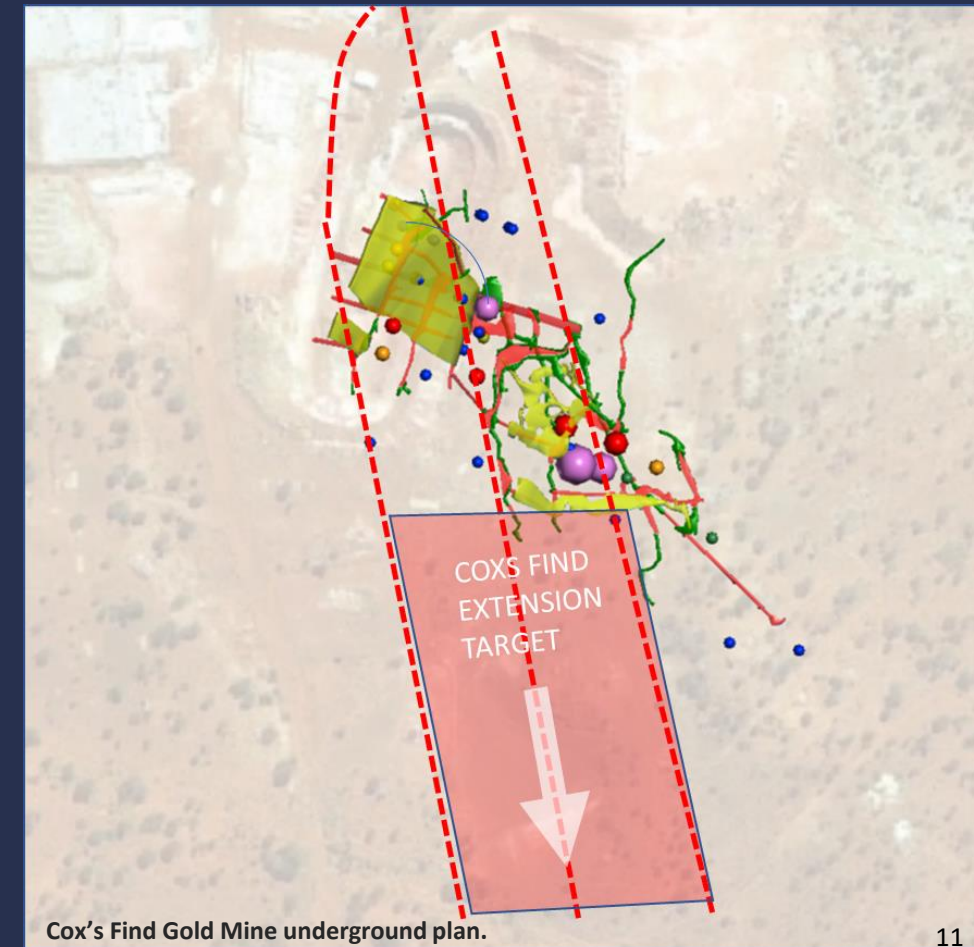 COXS FIND
EXTENSION
TARGET
Cox's Find Gold Mine underground plan.
11